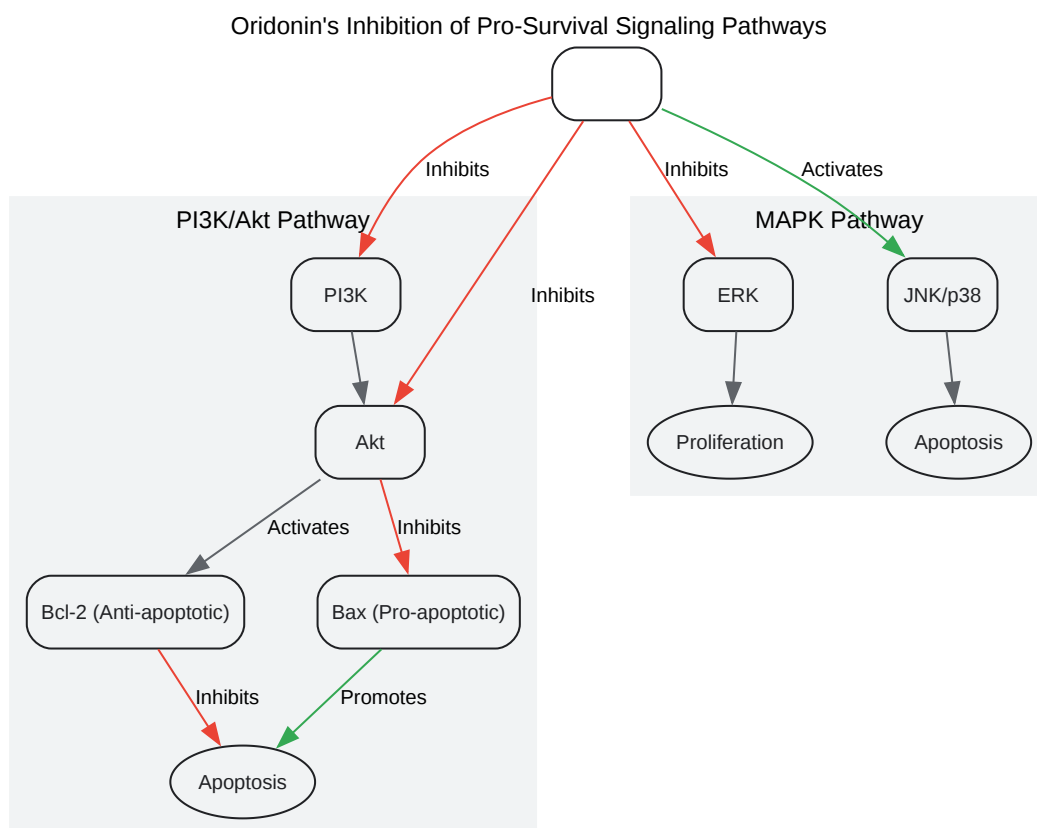 Oridonin's Inhibition of Pro-Survival Signaling Pathways
Inhibits
Inhibits
Activates
PI3K/Akt Pathway
MAPK Pathway
PI3K
Inhibits
ERK
JNK/p38
Akt
Proliferation
Apoptosis
Activates
Inhibits
Bcl-2 (Anti-apoptotic)
Bax (Pro-apoptotic)
Inhibits
Promotes
Apoptosis